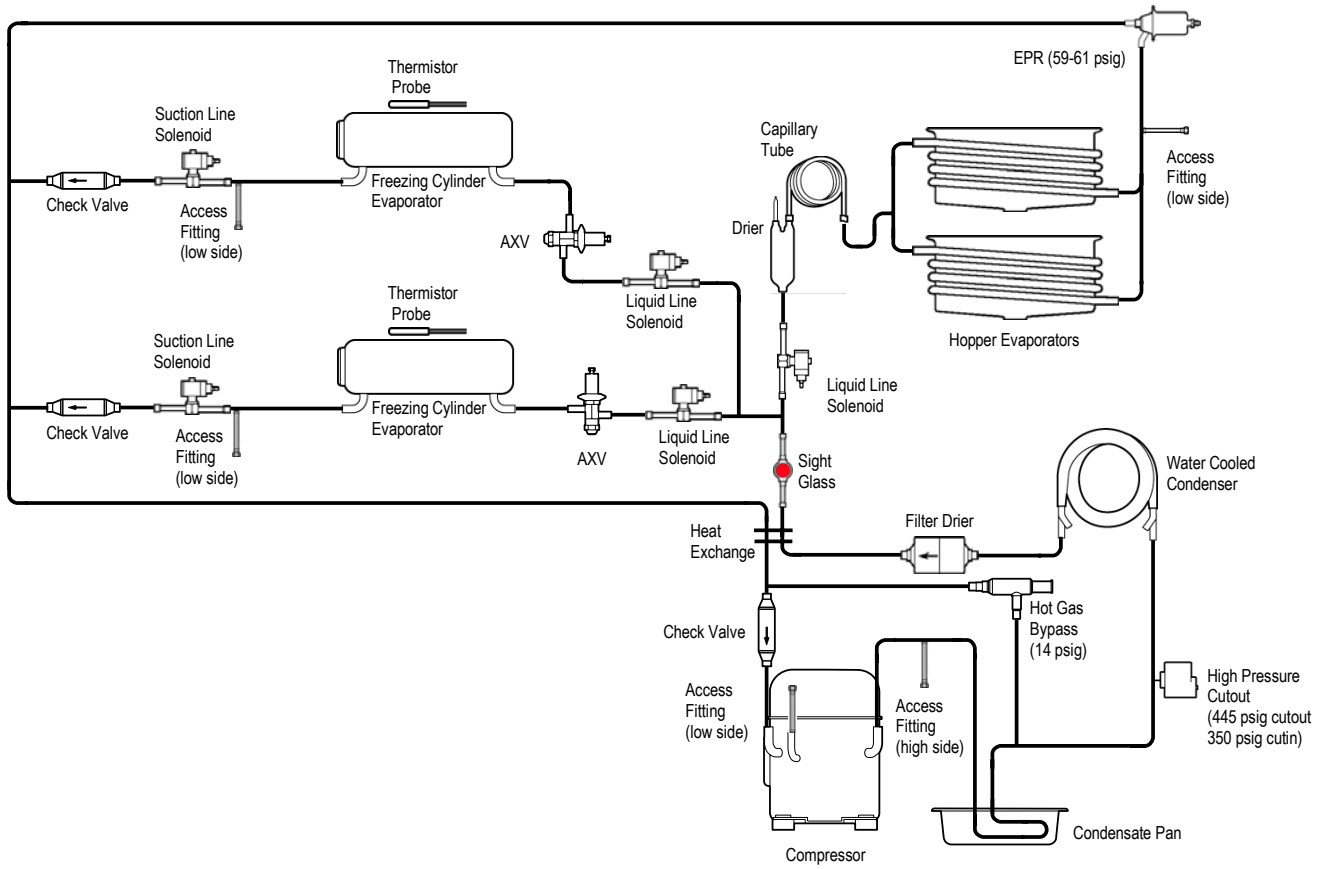 EPR (59-61 psig)
Thermistor
Probe
Suction Line
Solenoid
Capillary
Tube
Access
Fitting
(low side)
Check Valve
Access
Fitting
(low side)
Freezing Cylinder
Evaporator
AXV
Drier
Liquid Line
Solenoid
Thermistor
Probe
Hopper Evaporators
Suction Line
Solenoid
Liquid Line
Solenoid
Check Valve
Access
Fitting
(low side)
Freezing Cylinder
Evaporator
AXV
Liquid Line
Solenoid
Sight
Glass
Water Cooled
Condenser
Heat
Exchange
Filter Drier
Check Valve
Hot Gas
Bypass
(14 psig)
Access
Fitting
(low side)
Access
Fitting
(high side)
High Pressure
Cutout
(445 psig cutout
350 psig cutin)
Condensate Pan
Compressor